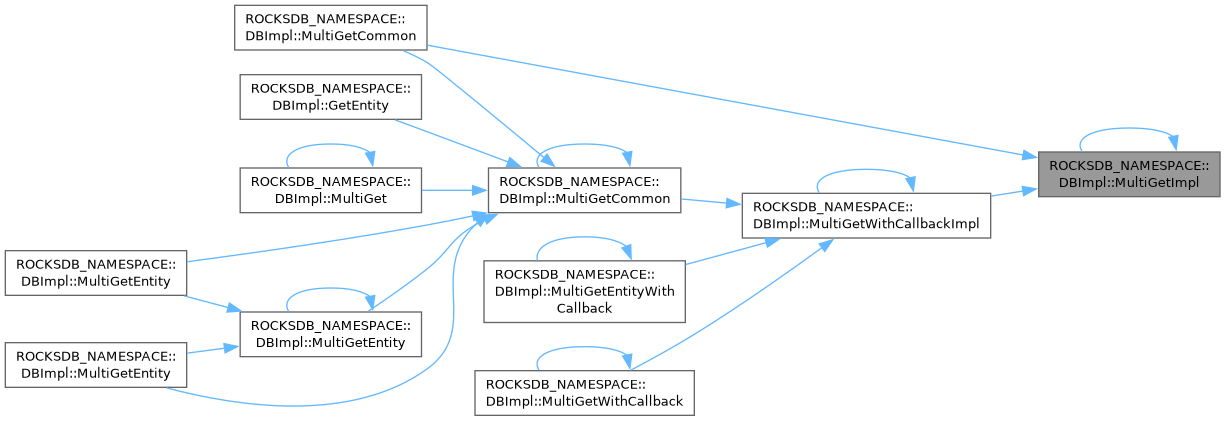 ROCKSDB_NAMESPACE::
DBImpl::MultiGetCommon
ROCKSDB_NAMESPACE::
DBImpl::GetEntity
ROCKSDB_NAMESPACE::
DBImpl::MultiGetImpl
ROCKSDB_NAMESPACE::
DBImpl::MultiGet
ROCKSDB_NAMESPACE::
DBImpl::MultiGetCommon
ROCKSDB_NAMESPACE::
DBImpl::MultiGetWithCallbackImpl
ROCKSDB_NAMESPACE::
DBImpl::MultiGetEntity
ROCKSDB_NAMESPACE::
DBImpl::MultiGetEntityWith
Callback
ROCKSDB_NAMESPACE::
DBImpl::MultiGetEntity
ROCKSDB_NAMESPACE::
DBImpl::MultiGetEntity
ROCKSDB_NAMESPACE::
DBImpl::MultiGetWithCallback